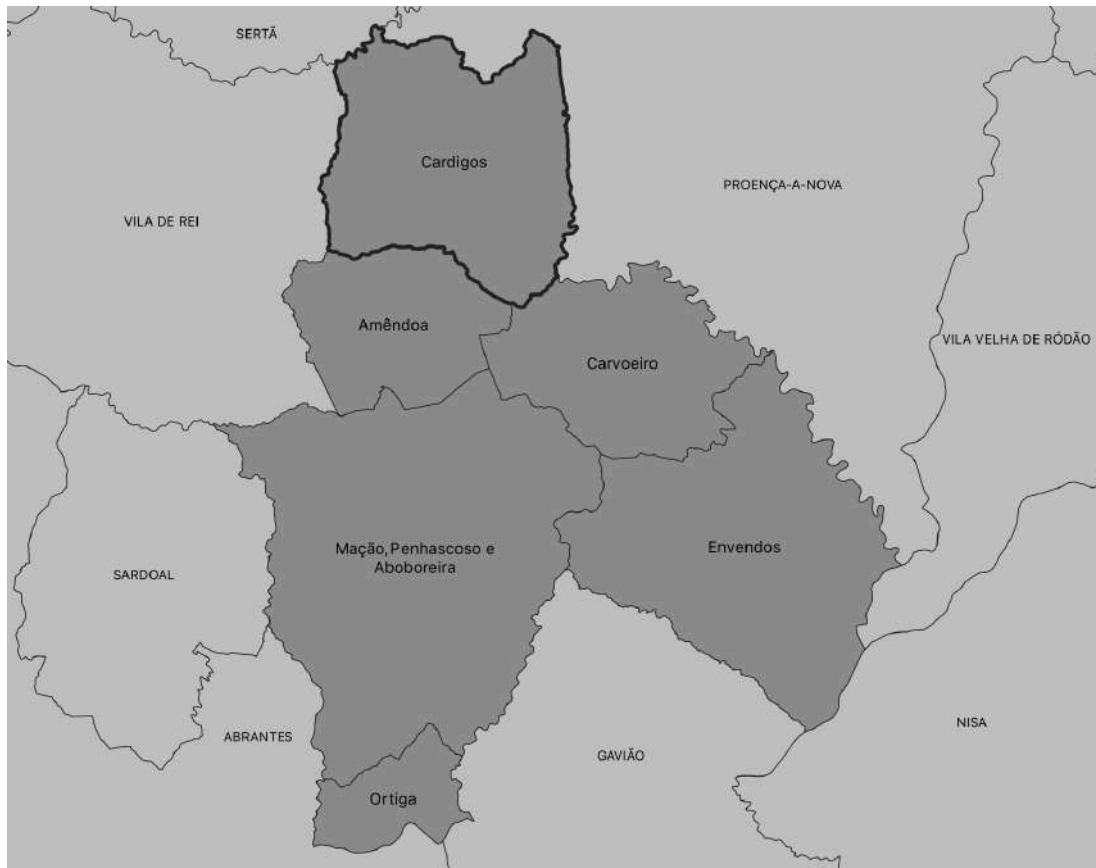 SERTÃ
Cardigos
PROENÇA-A-NOVA
VILA DE REI
Amêndoa
VILA VELHA DE RÓDÃO
Carvoeiro
Mação, Penhascoso e
Aboboreira
Envendos
SARDOAL
NISA
ABRANTES
GAVIÃO
Ortiga